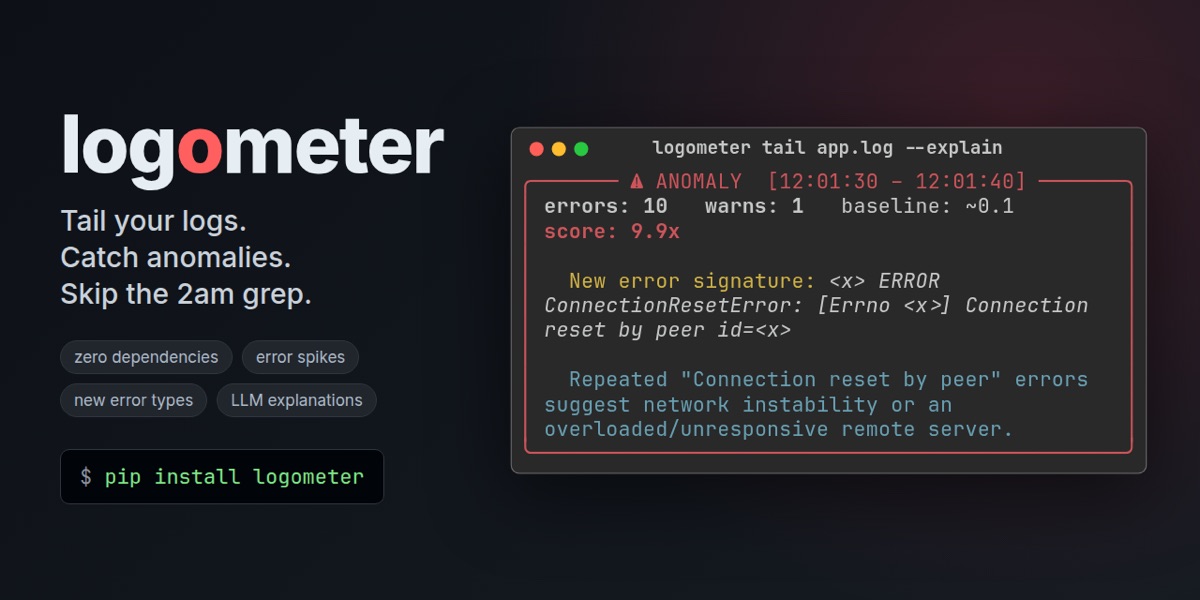 logometer
Tail your logs.
Catch anomalies.
Skip the 2am grep.
zero dependencies
error spikes
new error types
LLM explanations
$ pip install logometer
logometer tail app.log --explain
⚠ ANOMALY [12:01:30 – 12:01:40]
errors: 10 warns: 1 baseline: ~0.1
score: 9.9x
New error signature: <x> ERROR
ConnectionResetError: [Errno <x>] Connection
reset by peer id=<x>
Repeated "Connection reset by peer" errors
suggest network instability or an
overloaded/unresponsive remote server.